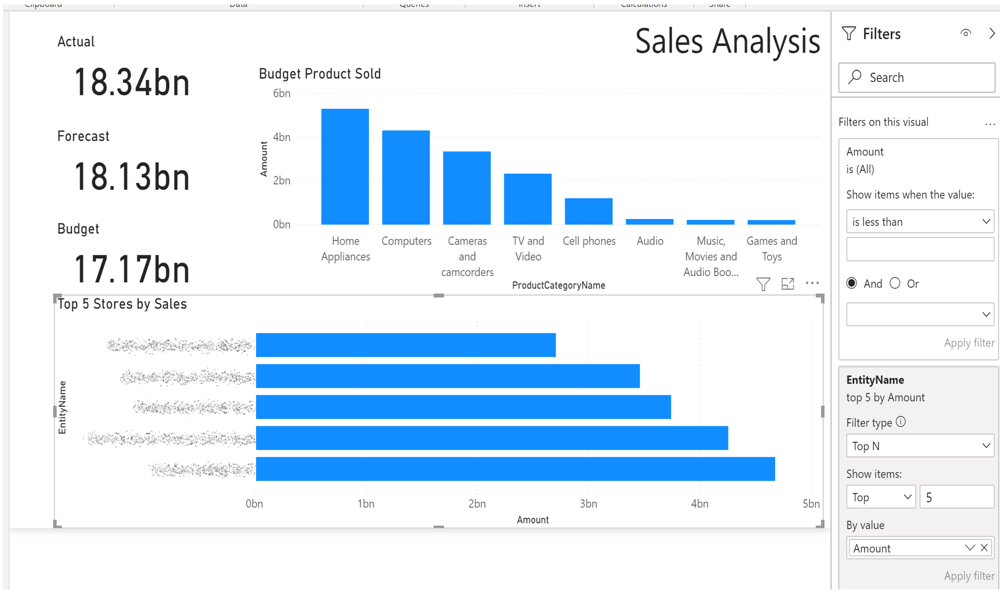 Clipboard
Data
Queries
Insert
Calculations
Share
Sales Analysis
Actual
18.34bn
Forecast
18.13bn
Budget
17.17bn
Budget Product Sold
Amount
6bn
4bn
2bn
0bn
Home Appliances
Computers
Cameras and camcorders
TV and Video
Cell phones
Audio
Music, Movies and Audio Boo...
Games and Toys
ProductCategoryName
Top 5 Stores by Sales
EntityName
0bn
1bn
2bn
3bn
4bn
5bn
Amount
Filters
Search
Filters on this visual
...
Amount
is (All)
Show items when the value:
is less than
And
Or
Apply filter
EntityName
top 5 by Amount
Filter type
Top N
Show items:
Top
5
By value
Amount
Apply filter